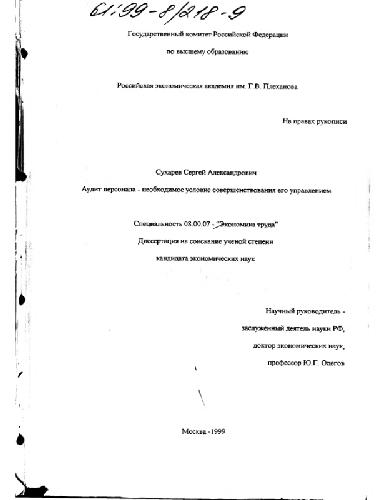 61:99-8/218-9
Государственный комитет Российской Федерации
по высшему образованию
Российская экономическая академия им. Г.В. Плеханова
На правах рукописи
Сухарев Сергей Александрович
Аудит персонала - необходимое условие совершенствования его управлением
Специальность 08.00.07 - "Экономика труда"
Диссертация на соискание ученой степени
кандидата экономических наук
Научный руководитель -
заслуженный деятель науки РФ,
доктор экономических наук,
профессор Ю.Г. Одегов
Москва -1999